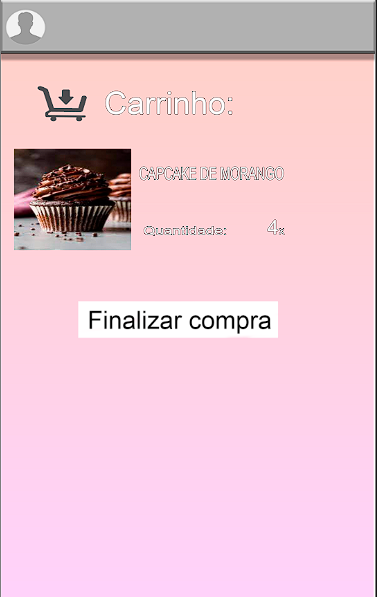 Carrinho:
CAPCAKE DE MORANGO
Quantidade: 4x
Finalizar compra